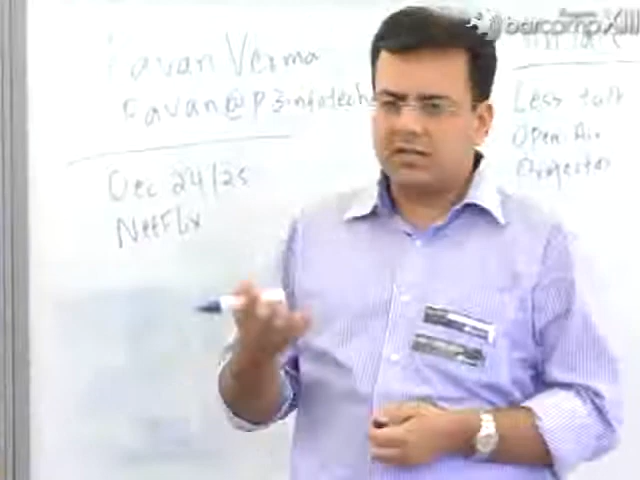 Pavan Verma
Pavan@P3infotech
Dec 24/25
NetFlix
Less talk
Open Air
Projector
barcampXIII